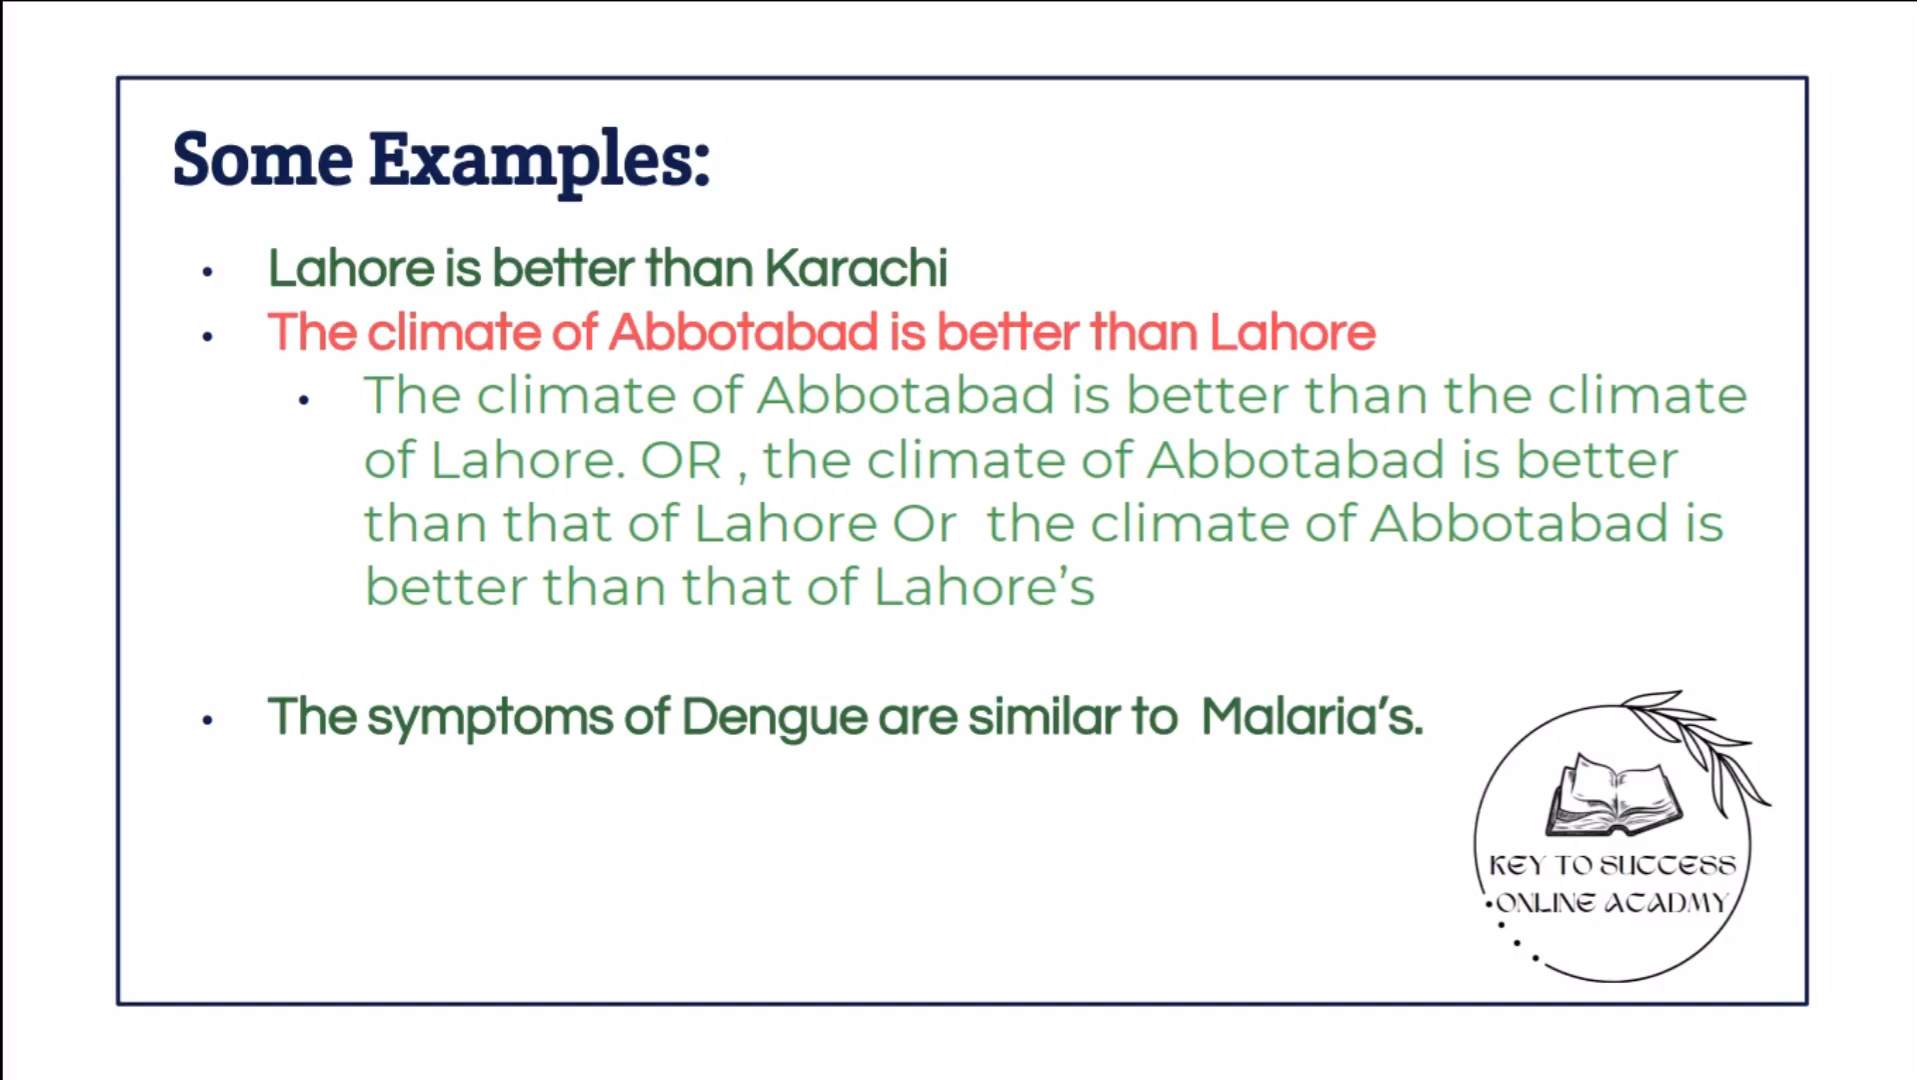 Some Examples:
• Lahore is better than Karachi
• The climate of Abbotabad is better than Lahore
• The climate of Abbotabad is better than the climate
of Lahore. OR , the climate of Abbotabad is better
than that of Lahore Or the climate of Abbotabad is
better than that of Lahore’s
• The symptoms of Dengue are similar to Malaria’s.
KEY TO SUCCESS
ONLINE ACADMY